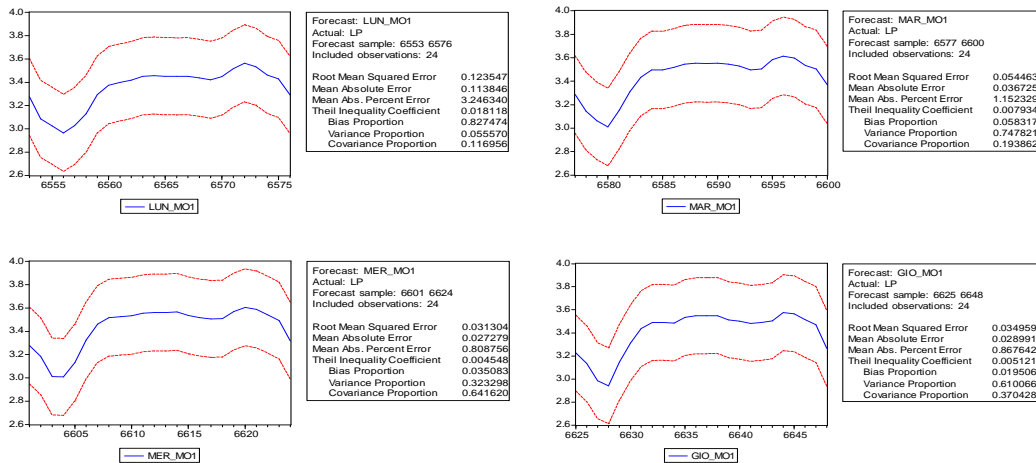 4.0
3.8
3.6
3.4
3.2
3.0
2.8
2.6
6555 6560 6565 6570 6575
LUN_MO1
Forecast: LUN_MO1
Actual: LP
Forecast sample: 6553 6576
Included observations: 24
Root Mean Squared Error 0.123547
Mean Absolute Error 0.113846
Mean Abs. Percent Error 3.246340
Theil Inequality Coefficient 0.018118
Bias Proportion 0.827474
Variance Proportion 0.055570
Covariance Proportion 0.116956
4.0
3.8
3.6
3.4
3.2
3.0
2.8
2.6
6580 6585 6590 6595 6600
MAR_MO1
Forecast: MAR_MO1
Actual: LP
Forecast sample: 6577 6600
Included observations: 24
Root Mean Squared Error 0.054463
Mean Absolute Error 0.036725
Mean Abs. Percent Error 1.152329
Theil Inequality Coefficient 0.007934
Bias Proportion 0.058317
Variance Proportion 0.747821
Covariance Proportion 0.193862
4.0
3.8
3.6
3.4
3.2
3.0
2.8
2.6
6605 6610 6615 6620
MER_MO1
Forecast: MER_MO1
Actual: LP
Forecast sample: 6601 6624
Included observations: 24
Root Mean Squared Error 0.031304
Mean Absolute Error 0.027279
Mean Abs. Percent Error 0.808756
Theil Inequality Coefficient 0.004548
Bias Proportion 0.035083
Variance Proportion 0.323298
Covariance Proportion 0.641620
4.0
3.8
3.6
3.4
3.2
3.0
2.8
2.6
6625 6630 6635 6640 6645
GIO_MO1
Forecast: GIO_MO1
Actual: LP
Forecast sample: 6625 6648
Included observations: 24
Root Mean Squared Error 0.034959
Mean Absolute Error 0.028991
Mean Abs. Percent Error 0.867642
Theil Inequality Coefficient 0.005121
Bias Proportion 0.019506
Variance Proportion 0.610066
Covariance Proportion 0.370428